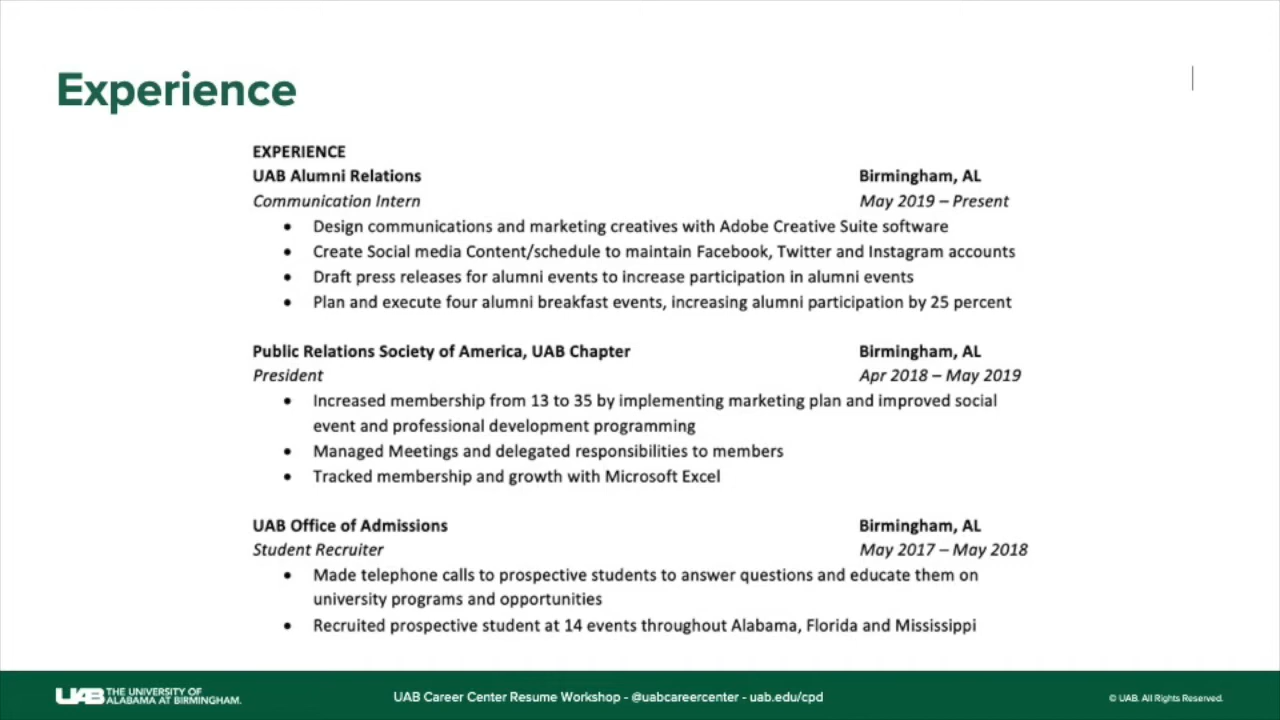 Experience
EXPERIENCE
UAB Alumni Relations Birmingham, AL
Communication Intern May 2019 – Present
• Design communications and marketing creatives with Adobe Creative Suite software
• Create Social media Content/schedule to maintain Facebook, Twitter and Instagram accounts
• Draft press releases for alumni events to increase participation in alumni events
• Plan and execute four alumni breakfast events, increasing alumni participation by 25 percent
Public Relations Society of America, UAB Chapter Birmingham, AL
President Apr 2018 – May 2019
• Increased membership from 13 to 35 by implementing marketing plan and improved social
event and professional development programming
• Managed Meetings and delegated responsibilities to members
• Tracked membership and growth with Microsoft Excel
UAB Office of Admissions Birmingham, AL
Student Recruiter May 2017 – May 2018
• Made telephone calls to prospective students to answer questions and educate them on
university programs and opportunities
• Recruited prospective student at 14 events throughout Alabama, Florida and Mississippi
UAB THE UNIVERSITY OF
ALABAMA AT BIRMINGHAM.
UAB Career Center Resume Workshop - @uabcareercenter - uab.edu/cpd
© UAB. All Rights Reserved.